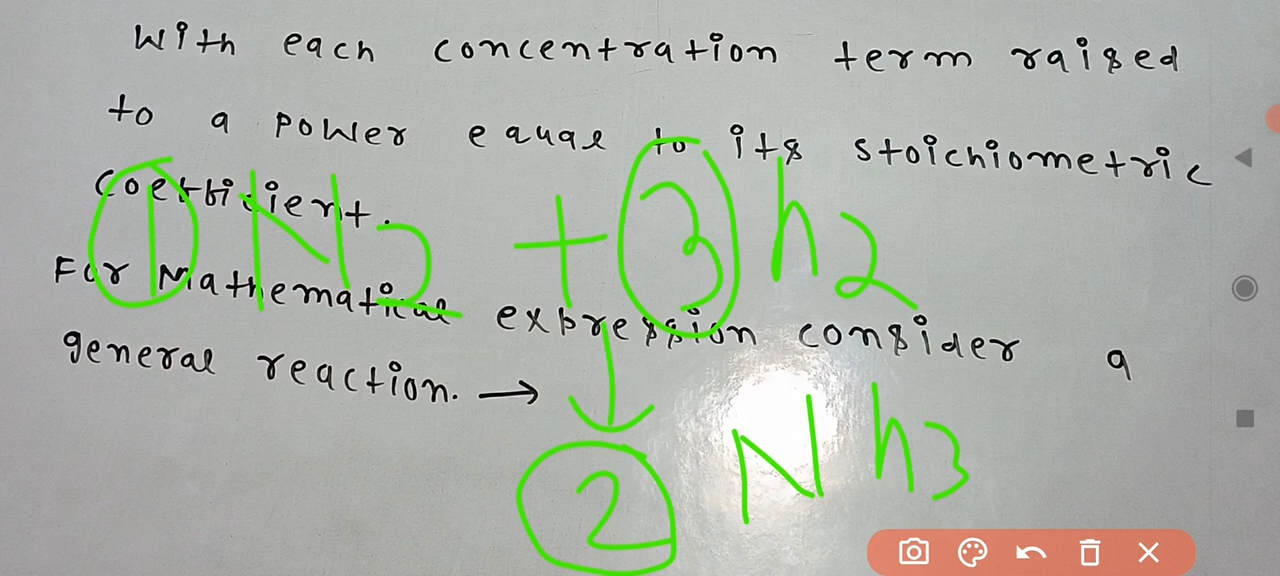 With each concentration term raised
to a power equal to its stoichiometric
Coefficient.
① N2 + ③ h2
For Mathematical expression consider a
general reaction. →
↓
② N h3